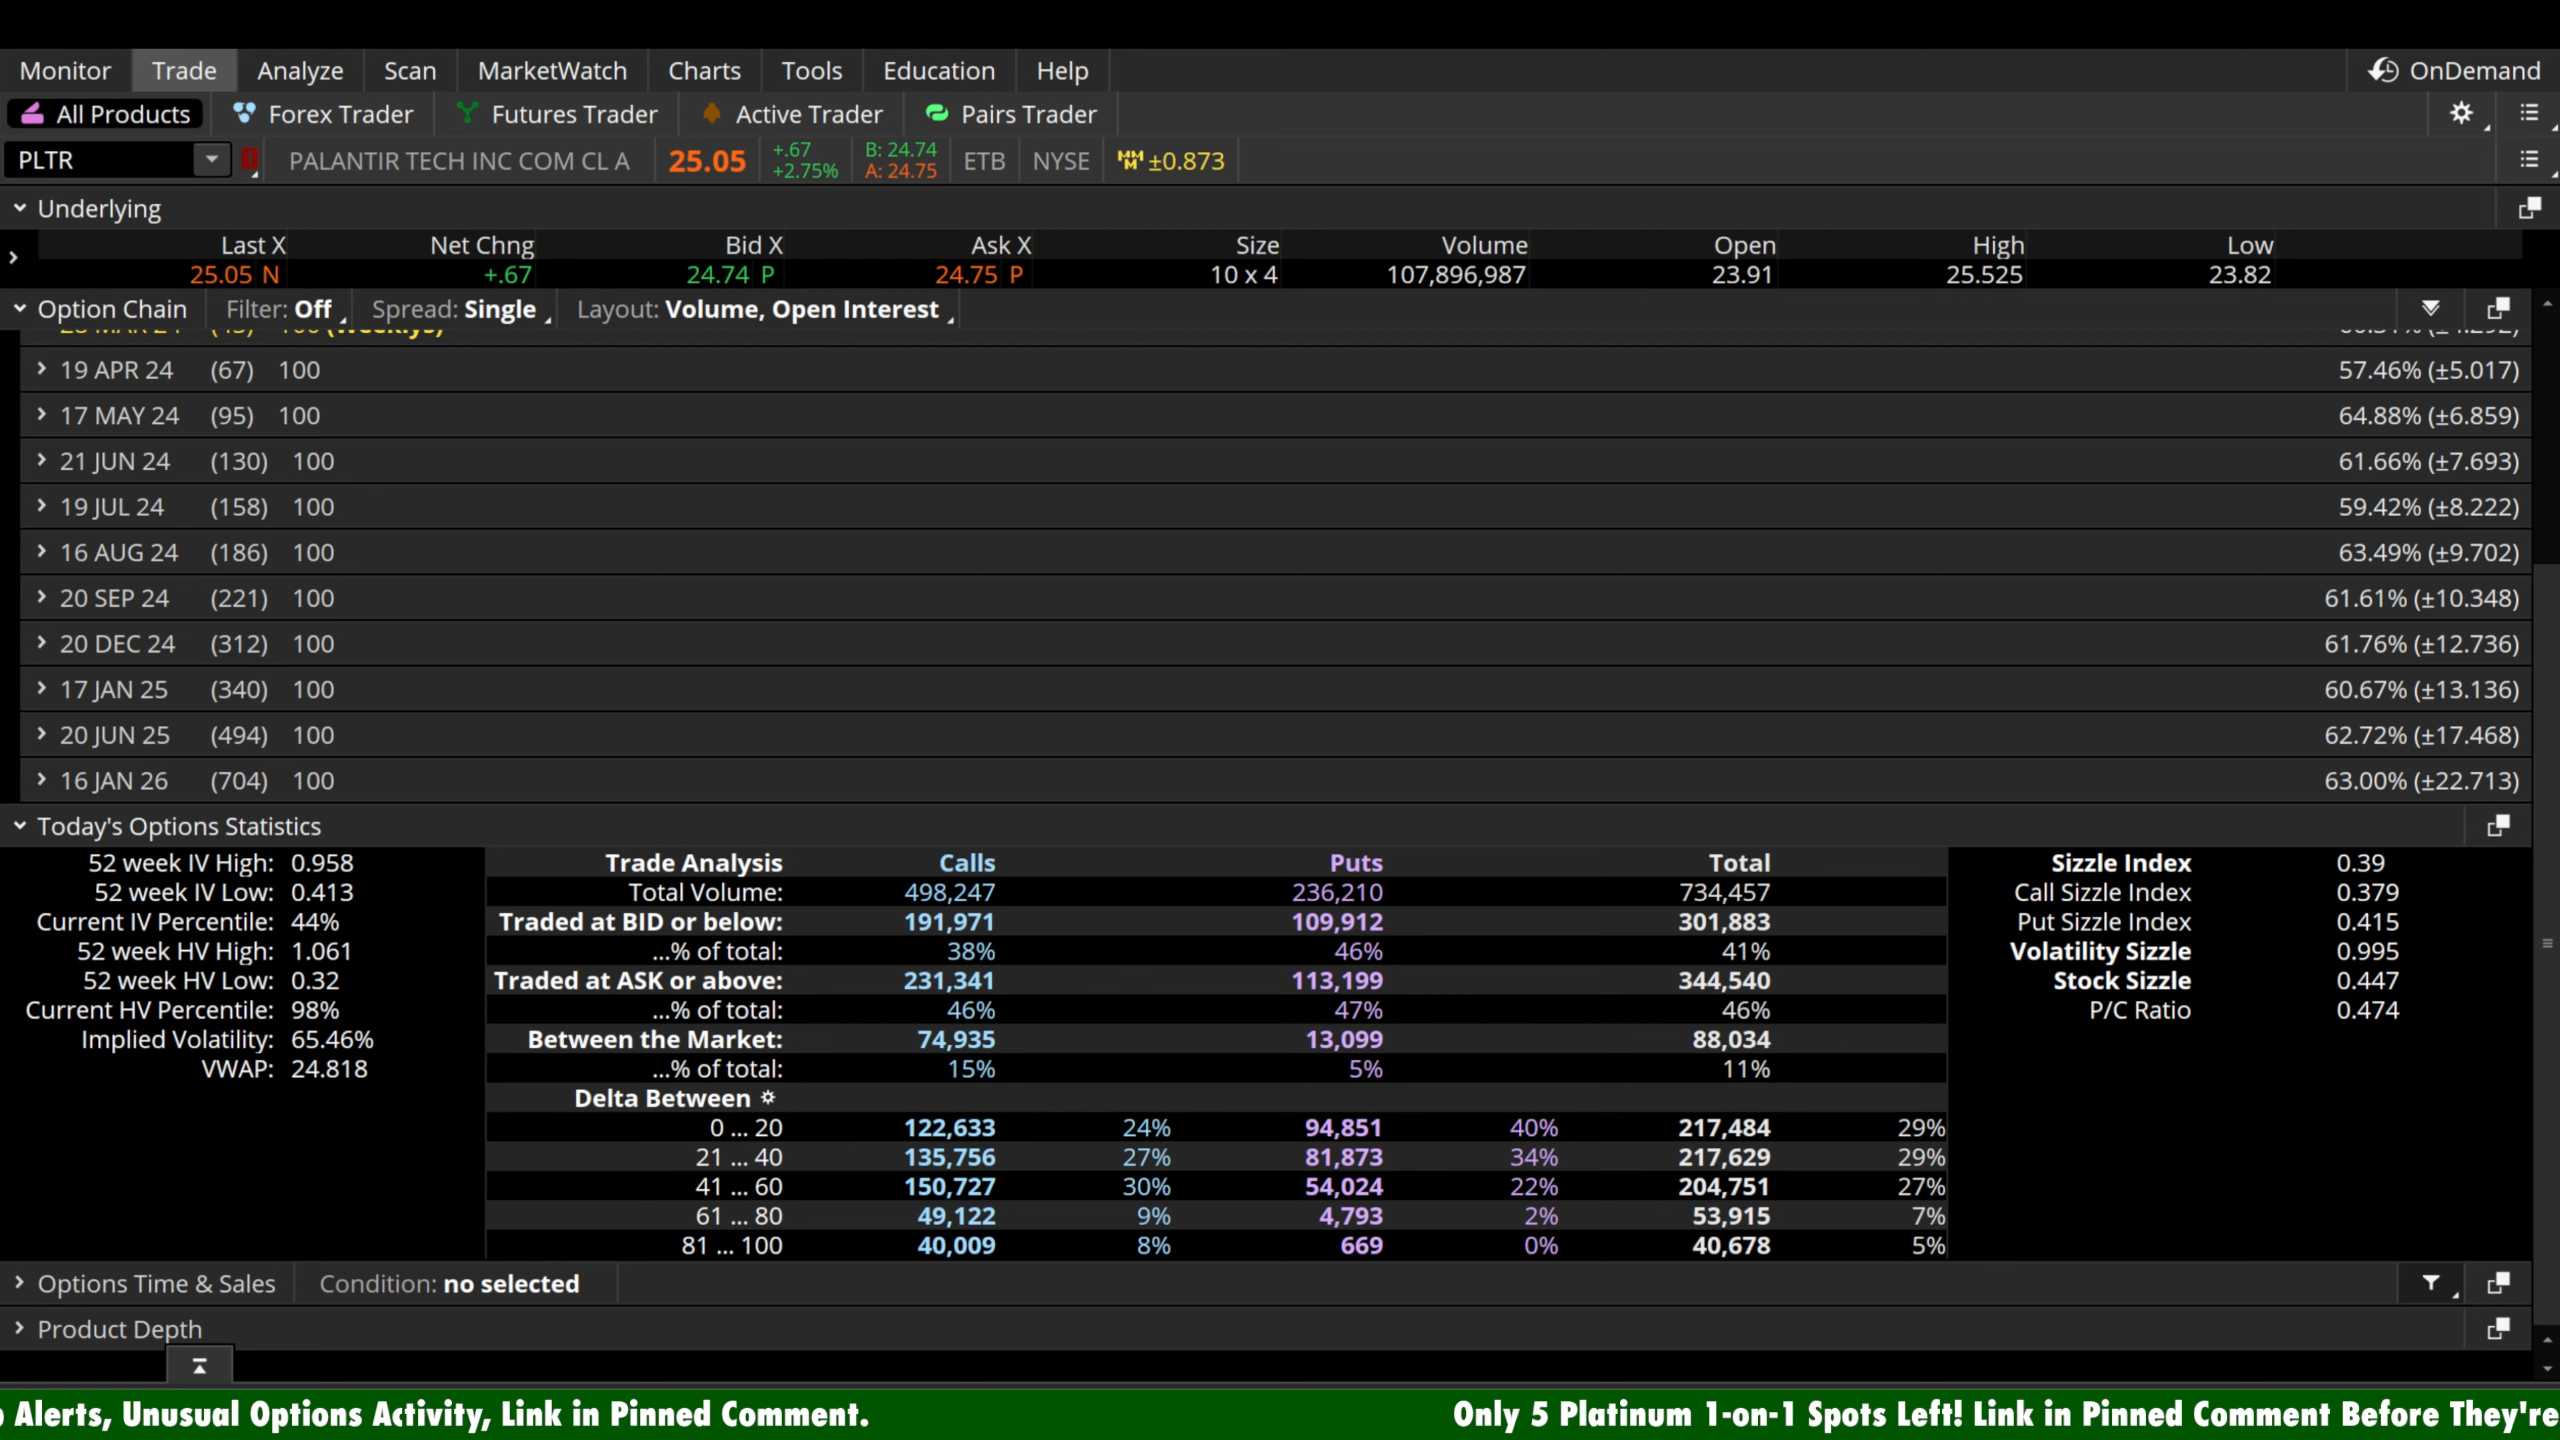 Monitor Trade Analyze Scan MarketWatch Charts Tools Education Help OnDemand
All Products Forex Trader Futures Trader Active Trader Pairs Trader
PLTR PALANTIR TECH INC COM CL A 25.05 +.67 +2.75% B: 24.74 A: 24.75 ETB NYSE ±0.873
Underlying
Last X Net Chng Bid X Ask X Size Volume Open High Low
25.05 N +.67 24.74 P 24.75 P 10 x 4 107,896,987 23.91 25.525 23.82
Option Chain Filter: Off Spread: Single Layout: Volume, Open Interest
19 APR 24 (67) 100 57.46% (±5.017)
17 MAY 24 (95) 100 64.88% (±6.859)
21 JUN 24 (130) 100 61.66% (±7.693)
19 JUL 24 (158) 100 59.42% (±8.222)
16 AUG 24 (186) 100 63.49% (±9.702)
20 SEP 24 (221) 100 61.61% (±10.348)
20 DEC 24 (312) 100 61.76% (±12.736)
17 JAN 25 (340) 100 60.67% (±13.136)
20 JUN 25 (494) 100 62.72% (±17.468)
16 JAN 26 (704) 100 63.00% (±22.713)
Today's Options Statistics
52 week IV High: 0.958 Trade Analysis Calls Puts Total Sizzle Index 0.39
52 week IV Low: 0.413 Total Volume: 498,247 236,210 734,457 Call Sizzle Index 0.379
Current IV Percentile: 44% Traded at BID or below: 191,971 109,912 301,883 Put Sizzle Index 0.415
52 week HV High: 1.061 ...% of total: 38% 46% 41% Volatility Sizzle 0.995
52 week HV Low: 0.32 Traded at ASK or above: 231,341 113,199 344,540 Stock Sizzle 0.447
Current HV Percentile: 98% ...% of total: 46% 47% 46% P/C Ratio 0.474
Implied Volatility: 65.46% Between the Market: 74,935 13,099 88,034
VWAP: 24.818 ...% of total: 15% 5% 11%
Delta Between
0 ... 20 122,633 24% 94,851 40% 217,484 29%
21 ... 40 135,756 27% 81,873 34% 217,629 29%
41 ... 60 150,727 30% 54,024 22% 204,751 27%
61 ... 80 49,122 9% 4,793 2% 53,915 7%
81 ... 100 40,009 8% 669 0% 40,678 5%
Options Time & Sales Condition: no selected
Product Depth
Alerts, Unusual Options Activity, Link in Pinned Comment. Only 5 Platinum 1-on-1 Spots Left! Link in Pinned Comment Before They're